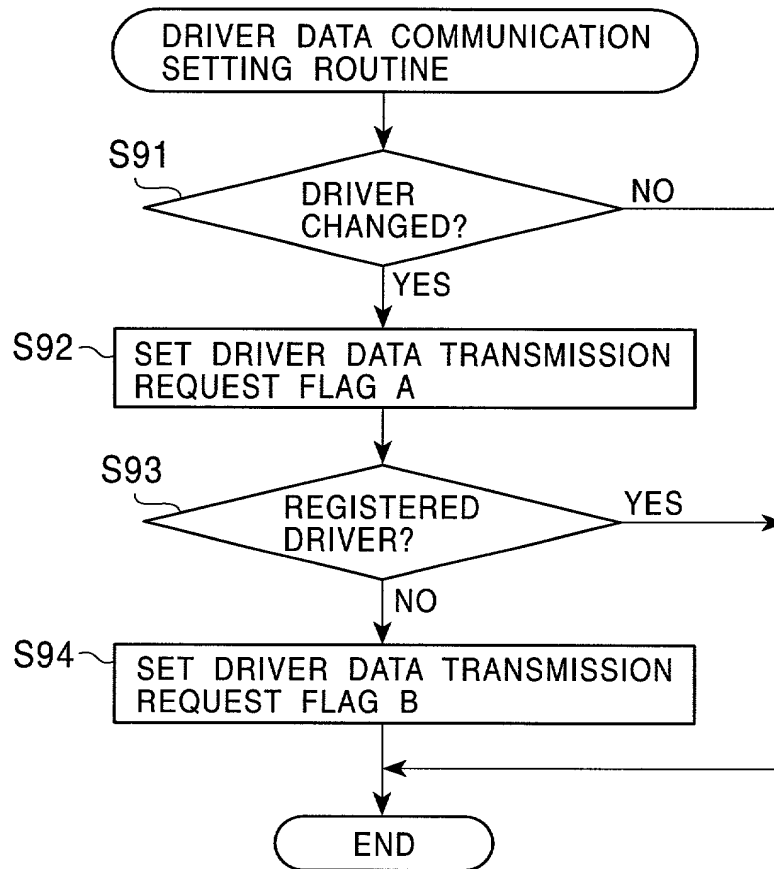 DRIVER DATA COMMUNICATION
SETTING ROUTINE
S91
DRIVER
CHANGED?
NO
YES
S92
SET DRIVER DATA TRANSMISSION
REQUEST FLAG A
S93
REGISTERED
DRIVER?
YES
NO
S94
SET DRIVER DATA TRANSMISSION
REQUEST FLAG B
END